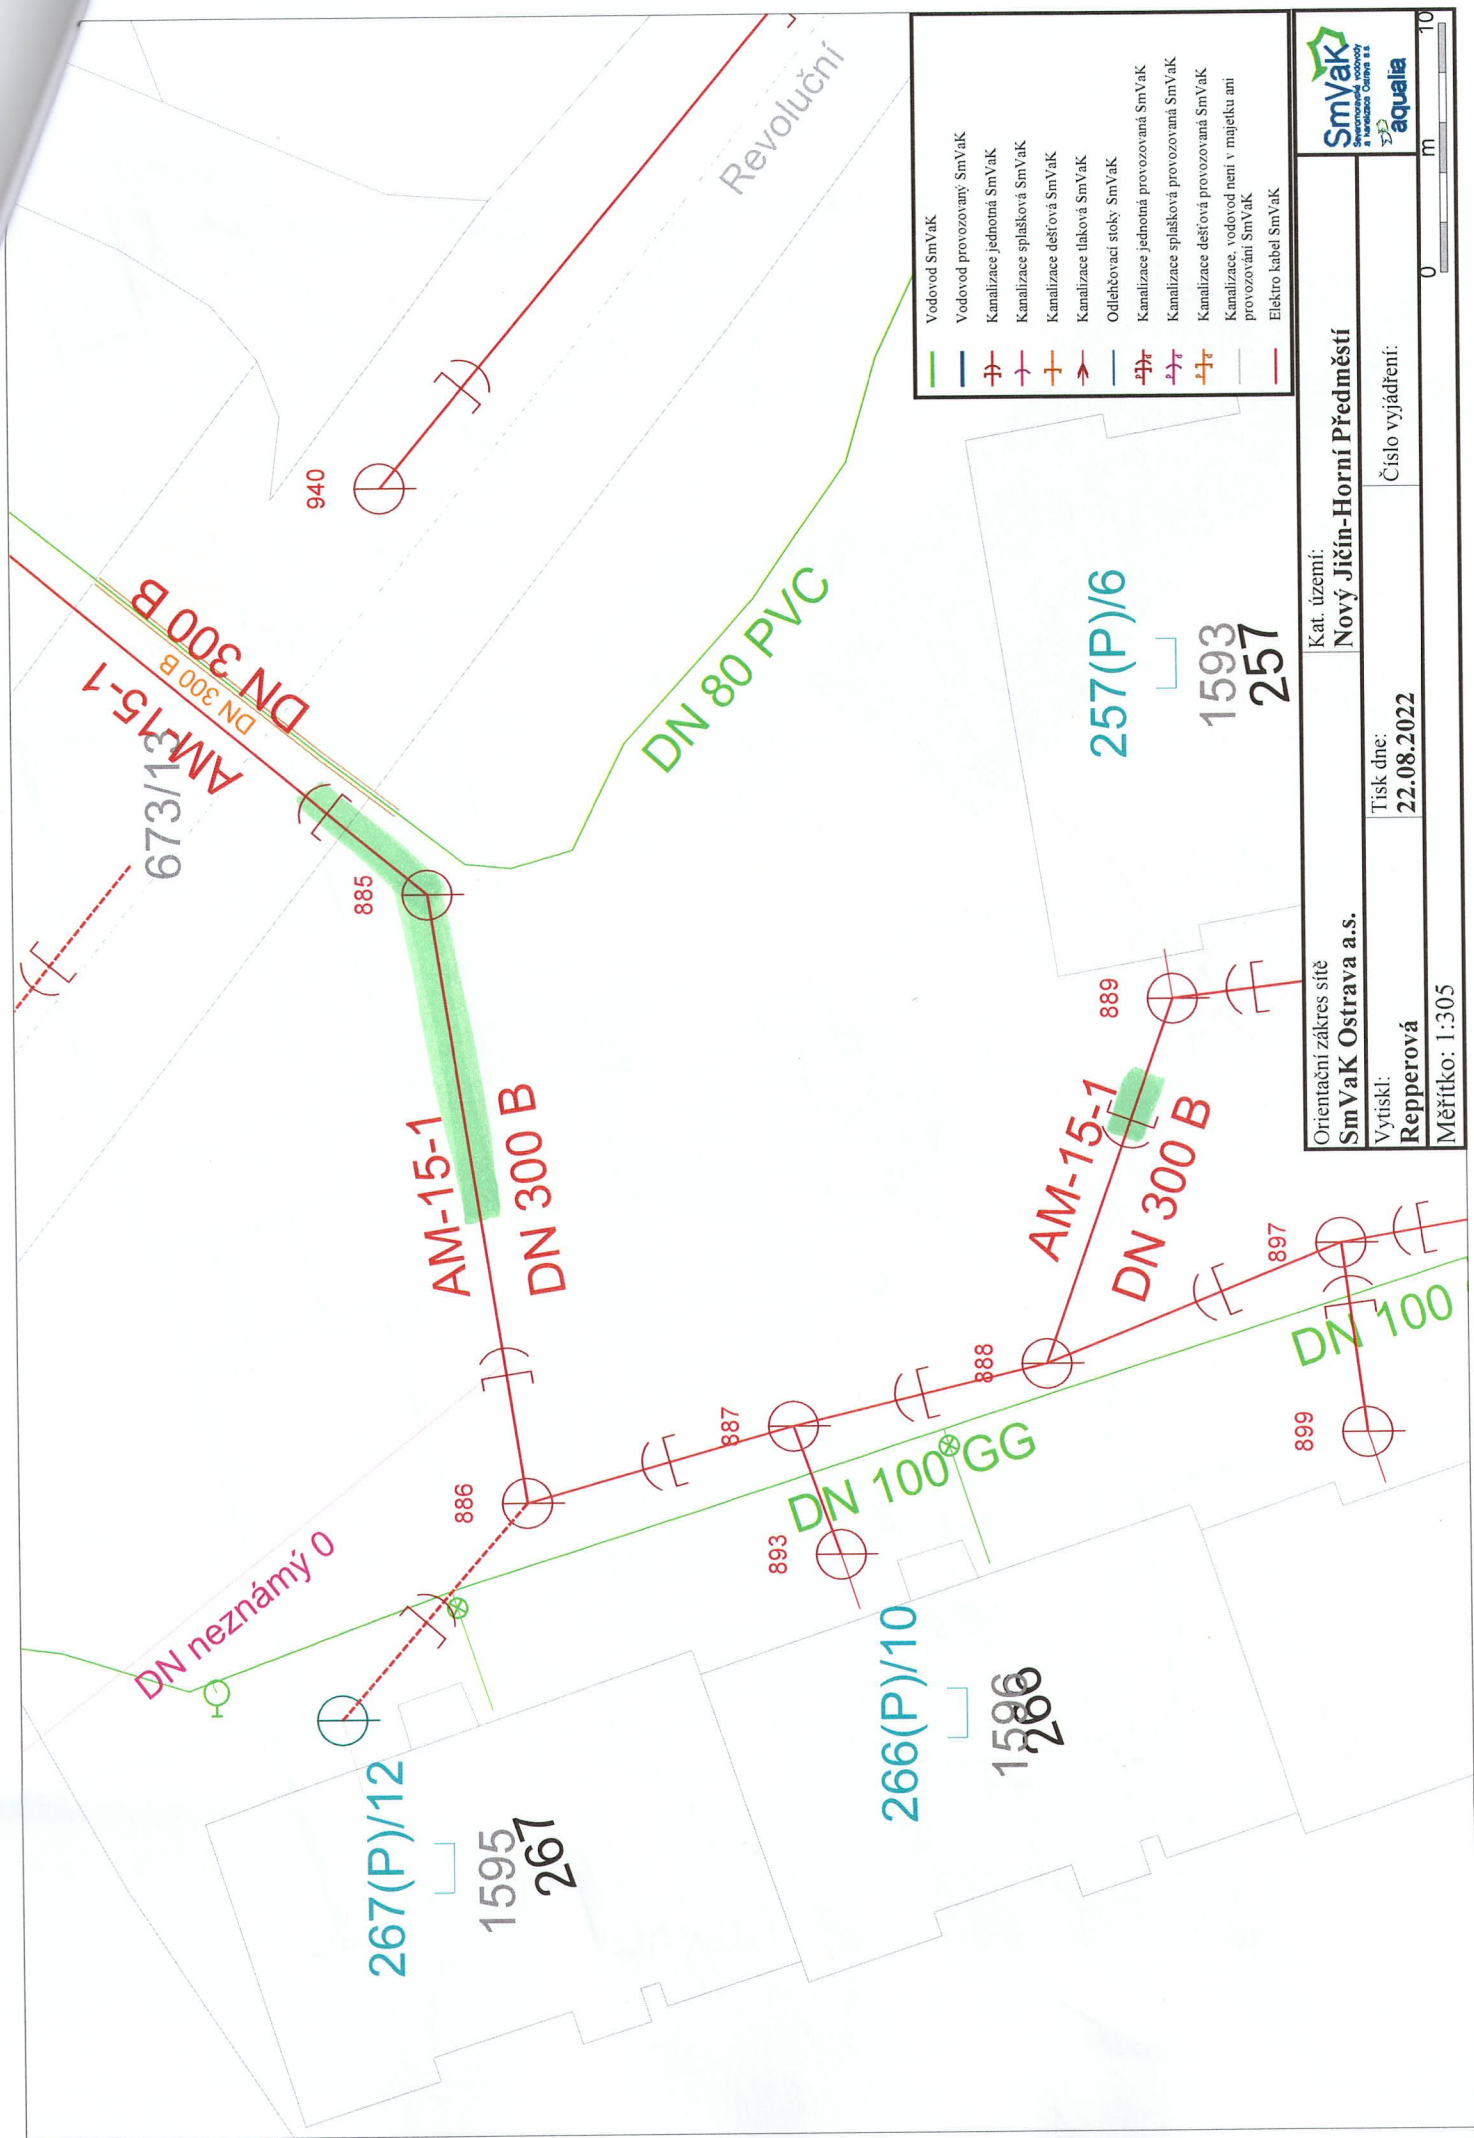 267(P)/12
1595
267
DN neznámý 0
886
AM-15-1
DN 300 B
885
673/13
AM-15-1
DN 300 B
DN 300 B
940
Revoluční
DN 80 PVC
266(P)/10
1596
266
893
887
DN 100 GG
888
AM-15-1
DN 300 B
889
257(P)/6
1593
257
899
897
DN 100
Vodovod SmVaK
Vodovod provozovaný SmVaK
Kanalizace jednotná SmVaK
Kanalizace splašková SmVaK
Kanalizace dešťová SmVaK
Kanalizace tlaková SmVaK
Odlehčovací stoky SmVaK
Kanalizace jednotná provozovaná SmVaK
Kanalizace splašková provozovaná SmVaK
Kanalizace dešťová provozovaná SmVaK
Kanalizace, vodovod není v majetku ani
provozování SmVaK
Elektro kabel SmVaK
Orientační zákres sítě
SmVaK Ostrava a.s.
Kat. území:
Nový Jičín-Horní Předměstí
SmVaK
Severomoravské vodovody
a kanalizace Ostrava a.s.
aqualia
Vytiskl:
Repperová
Tisk dne:
22.08.2022
Číslo vyjádření:
Měřítko: 1:305
0 m 10